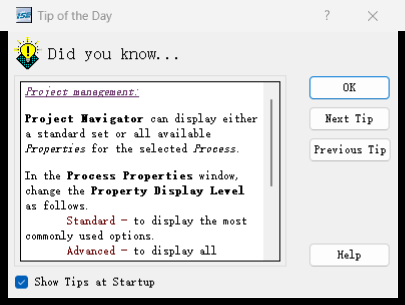 ISE Tip of the Day
Did you know...
Project management:
Project Navigator can display either
a standard set or all available
Properties for the selected Process.
In the Process Properties window,
change the Property Display Level
as follows.
Standard - to display the most
commonly used options.
Advanced - to display all
OK
Next Tip
Previous Tip
Help
Show Tips at Startup